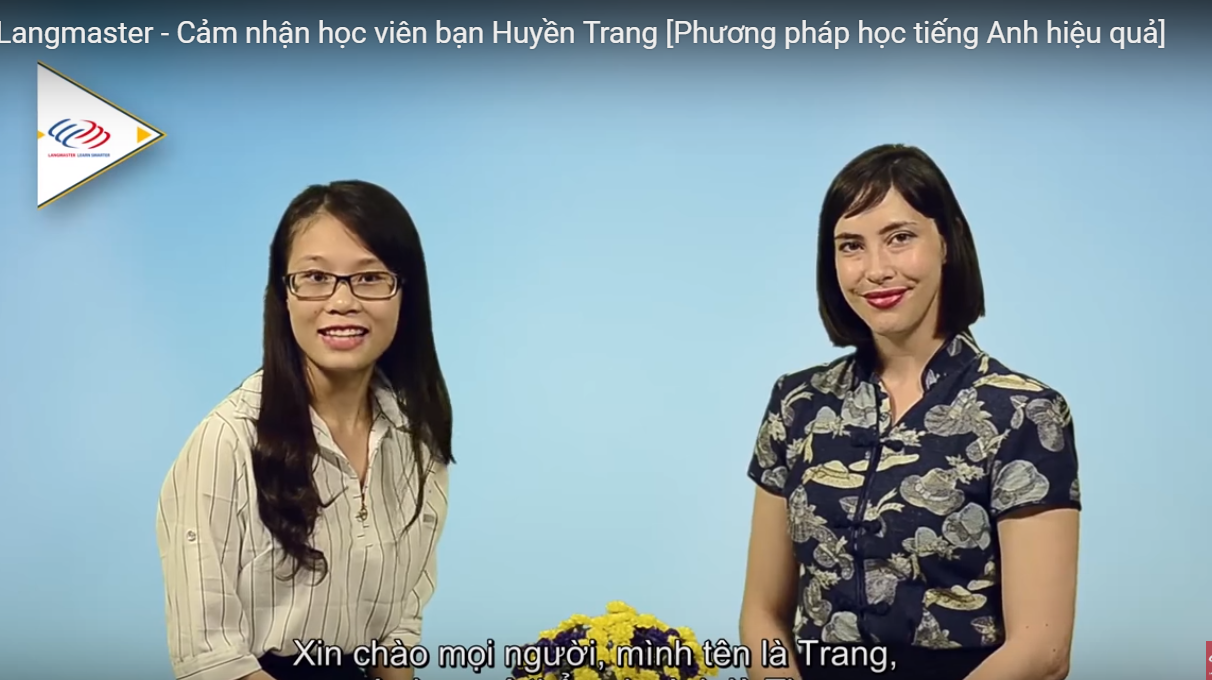 Langmaster - Cảm nhận học viên bạn Huyền Trang [Phương pháp học tiếng Anh hiệu quả]
LANGMASTER LEARN SMARTER
Xin chào mọi người, mình tên là Trang,